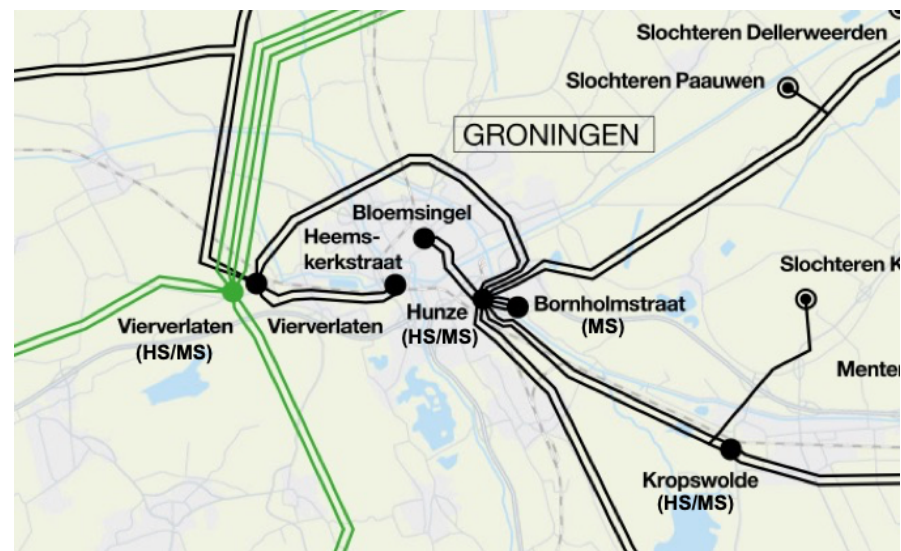 Slochteren Dellerweerden
Slochteren Paauwen
GRONINGEN
Bloemsingel
Heems-
kerkstraat
Slochteren K
Vierverlaten
(HS/MS)
Vierverlaten
Hunze
(HS/MS)
Bornholmstraat
(MS)
Menter
Kropswolde
(HS/MS)